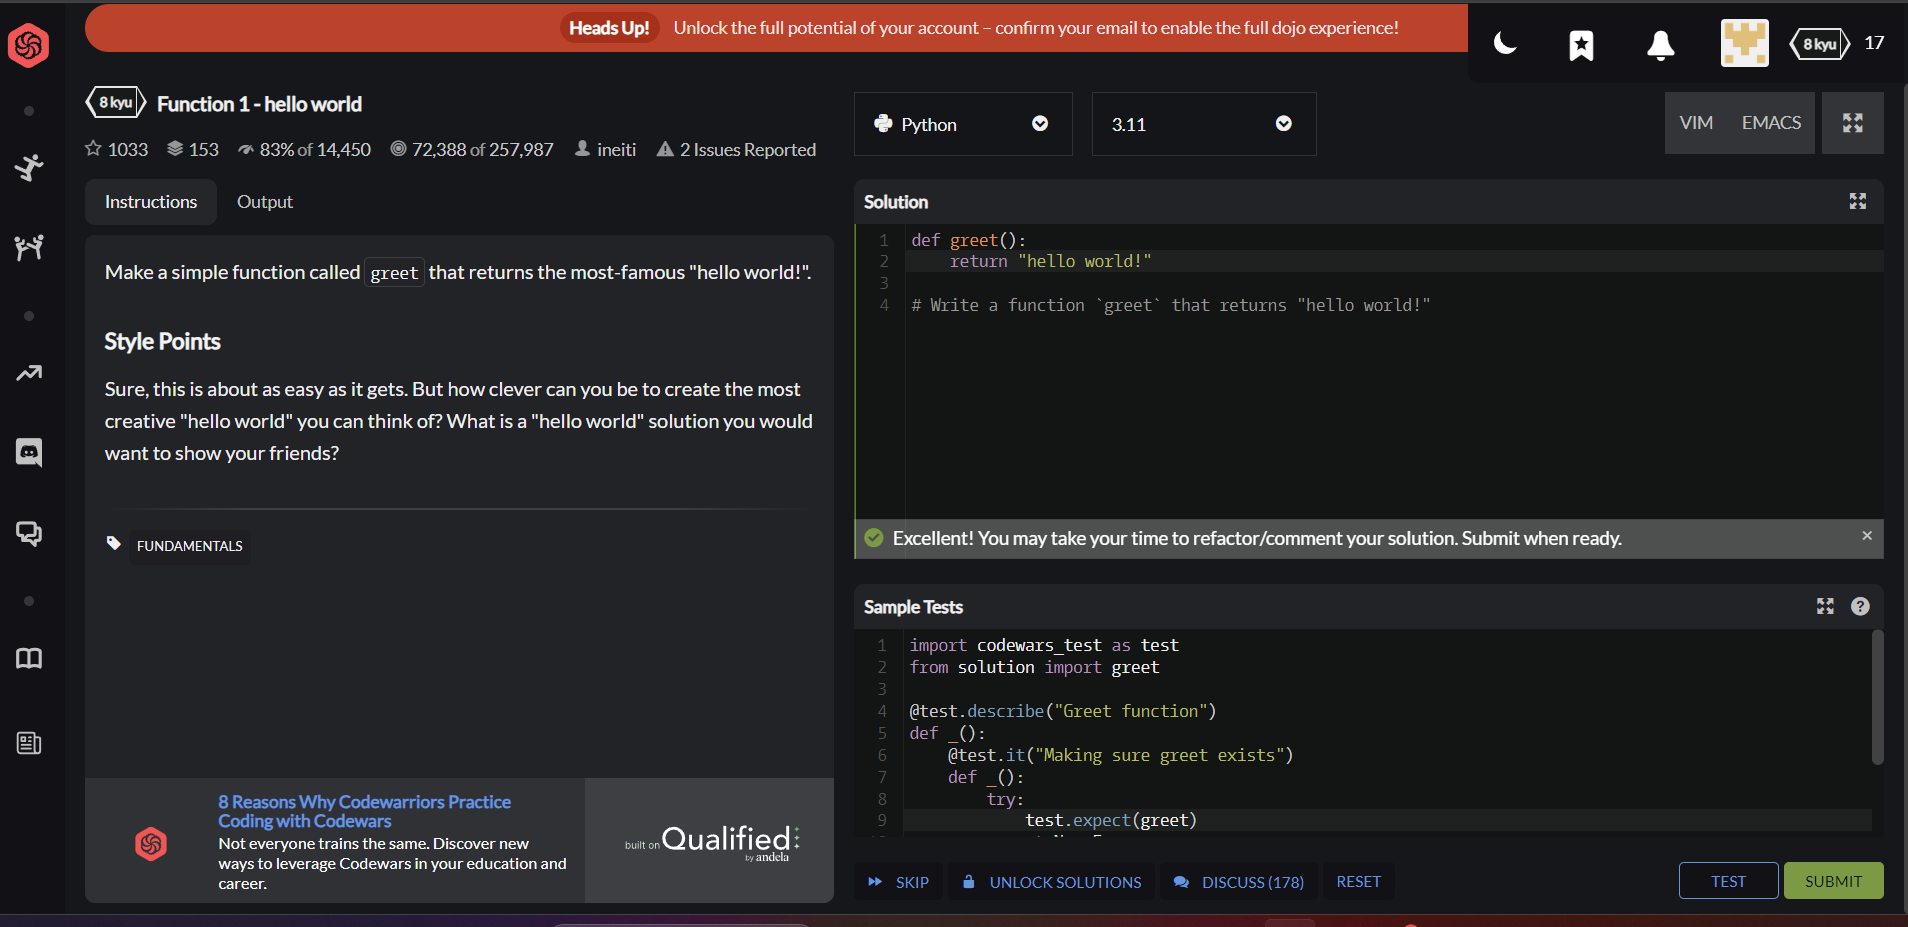 Heads Up! Unlock the full potential of your account – confirm your email to enable the full dojo experience!
8 kyu 17
8 kyu Function 1 - hello world
1033 153 83% of 14,450 72,388 of 257,987 ineiti 2 Issues Reported
Instructions Output
Make a simple function called greet that returns the most-famous "hello world!".
Style Points
Sure, this is about as easy as it gets. But how clever can you be to create the most
creative "hello world" you can think of? What is a "hello world" solution you would
want to show your friends?
FUNDAMENTALS
8 Reasons Why Codewarriors Practice
Coding with Codewars
Not everyone trains the same. Discover new
ways to leverage Codewars in your education and
career.
built on Qualified
by andela
Python 3.11 VIM EMACS
Solution
1 def greet():
2     return "hello world!"
3
4 # Write a function `greet` that returns "hello world!"
Excellent! You may take your time to refactor/comment your solution. Submit when ready. ×
Sample Tests ?
1 import codewars_test as test
2 from solution import greet
3
4 @test.describe("Greet function")
5 def _():
6     @test.it("Making sure greet exists")
7     def _():
8         try:
9             test.expect(greet)
SKIP UNLOCK SOLUTIONS DISCUSS (178) RESET TEST SUBMIT